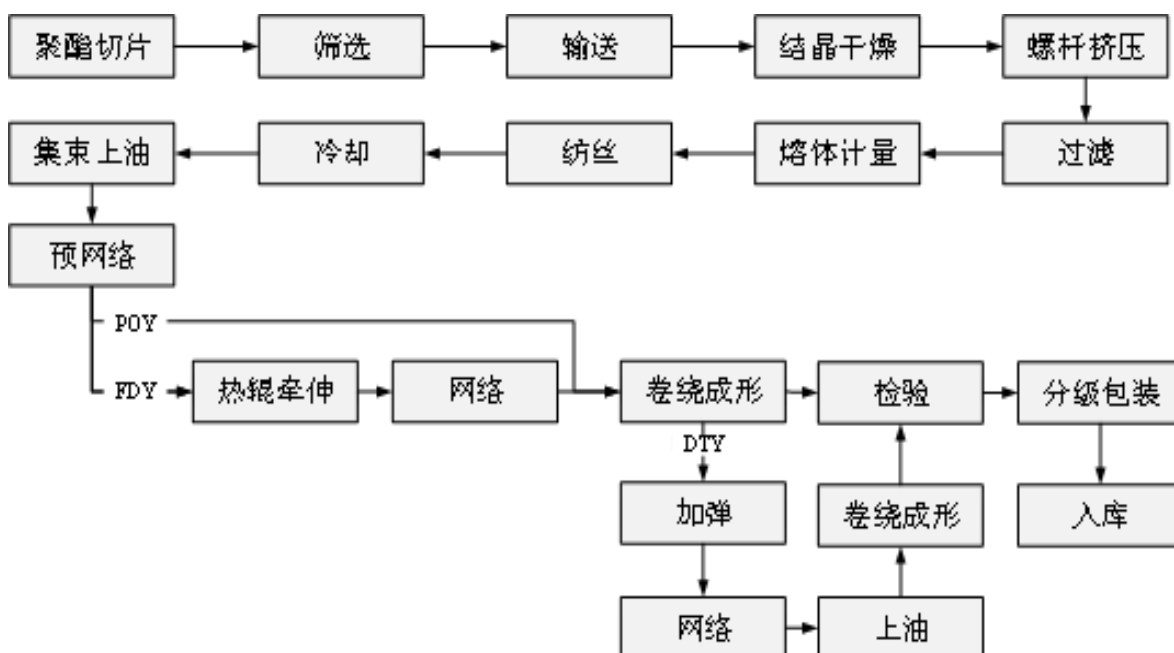 聚酯切片
筛选
输送
结晶干燥
螺杆挤压
集束上油
冷却
纺丝
熔体计量
过滤
预网络
POY
FDY
热辊牵伸
网络
卷绕成形
检验
分级包装
DTY
加弹
卷绕成形
入库
网络
上油